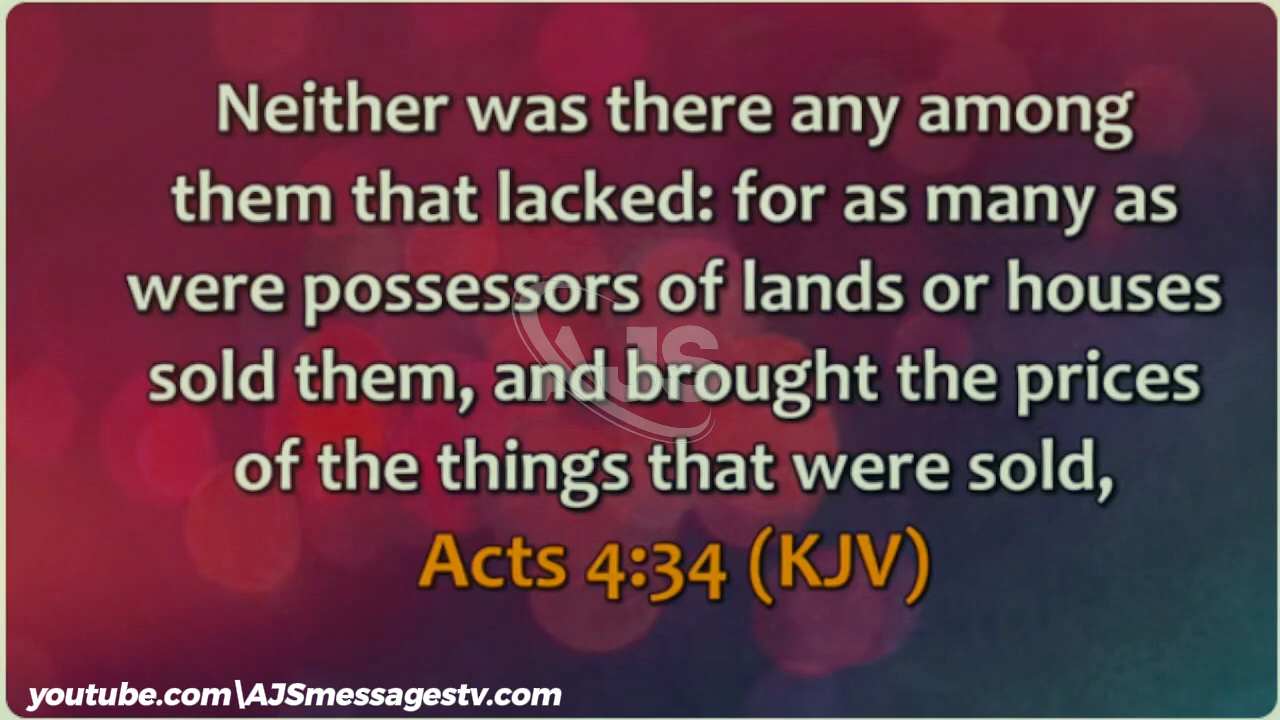 Neither was there any among
them that lacked: for as many as
were possessors of lands or houses
sold them, and brought the prices
of the things that were sold,
Acts 4:34 (KJV)
AJS
youtube.com\AJSmessagestv.com